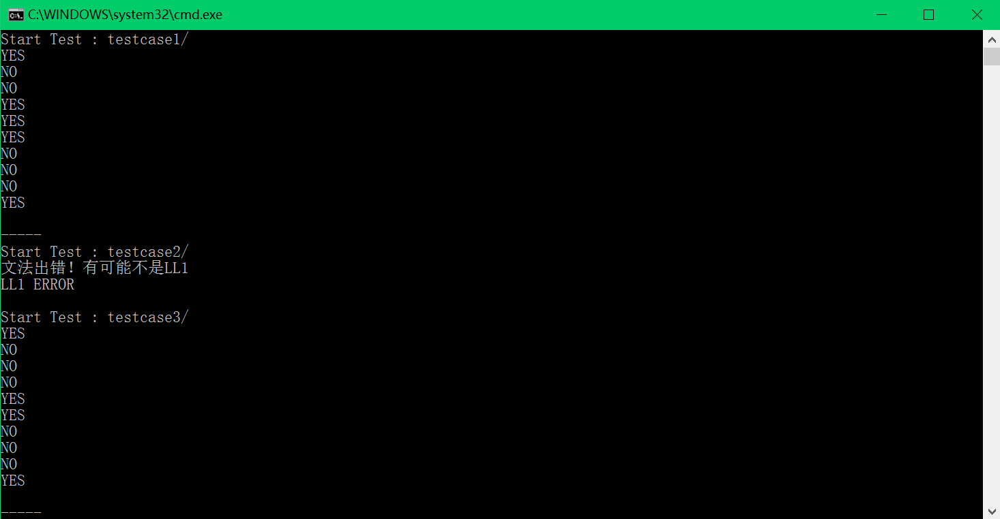 C:\WINDOWS\system32\cmd.exe
Start Test : testcase1/
YES
NO
NO
YES
YES
YES
NO
NO
NO
YES
-----
Start Test : testcase2/
文法出错！有可能不是LL1
LL1 ERROR
Start Test : testcase3/
YES
NO
NO
NO
YES
YES
NO
NO
NO
YES
-----